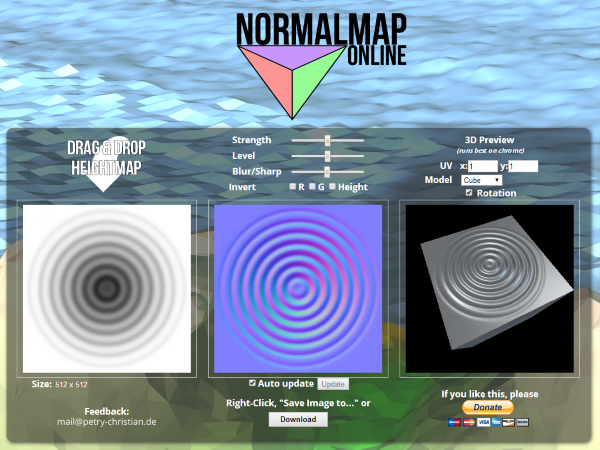 NORMALMAP
ONLINE
DRAG & DROP
HEIGHTMAP
Strength
Level
Blur/Sharp
Invert R G Height
3D Preview
(runs best on chrome)
UV x: 1 y: 1
Model Cube
Rotation
Size: 512 x 512
Auto update Update
Right-Click, "Save Image to..." or
Download
Feedback:
mail@petry-christian.de
If you like this, please
Donate
VISA